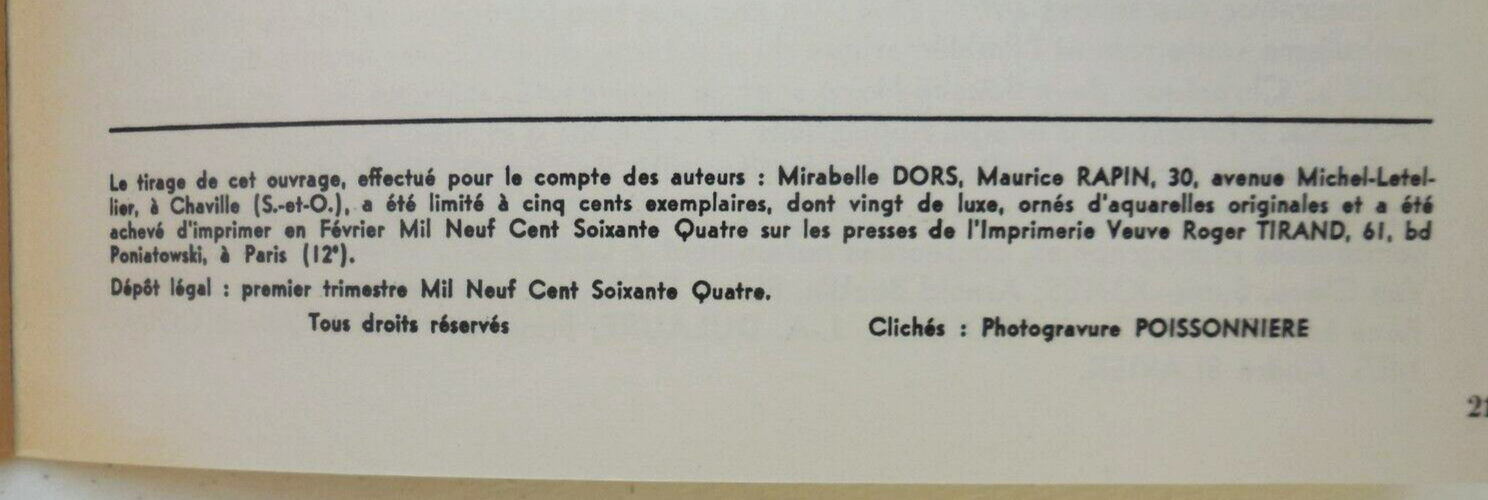 Le tirage de cet ouvrage, effectué pour le compte des auteurs : Mirabelle DORS, Maurice RAPIN, 30, avenue Michel-Letel-
lier, à Chaville (S.-et-O.), a été limité à cinq cents exemplaires, dont vingt de luxe, ornés d'aquarelles originales et a été
achevé d'imprimer en Février Mil Neuf Cent Soixante Quatre sur les presses de l'Imprimerie Veuve Roger TIRAND, 61, bd
Poniatowski, à Paris (12e).
Dépôt légal : premier trimestre Mil Neuf Cent Soixante Quatre.
Tous droits réservés Clichés : Photogravure POISSONNIERE
21